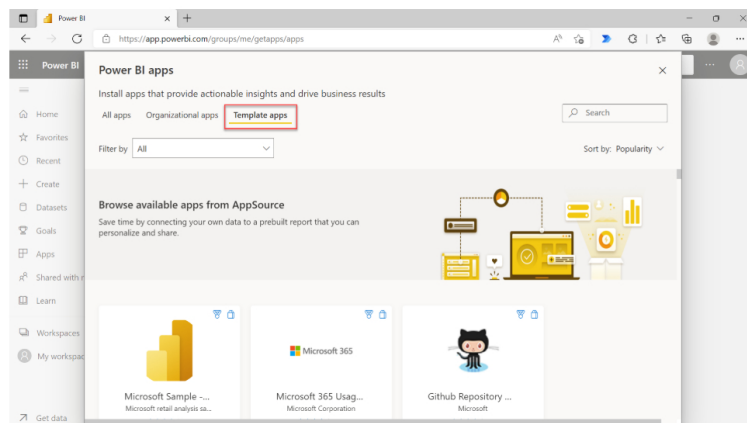 Power BI
https://app.powerbi.com/groups/me/getapps/apps
Power BI
Power BI apps
Install apps that provide actionable insights and drive business results
All apps
Organizational apps
Template apps
Search
Filter by
All
Sort by: Popularity
Browse available apps from AppSource
Save time by connecting your own data to a prebuilt report that you can
personalize and share.
Home
Favorites
Recent
Create
Datasets
Goals
Apps
Shared with
Learn
Workspaces
My workspac
Get data
Microsoft Sample -...
Microsoft retail analysis sa...
Microsoft 365
Microsoft 365 Usag...
Microsoft Corporation
Github Repository ...
Microsoft